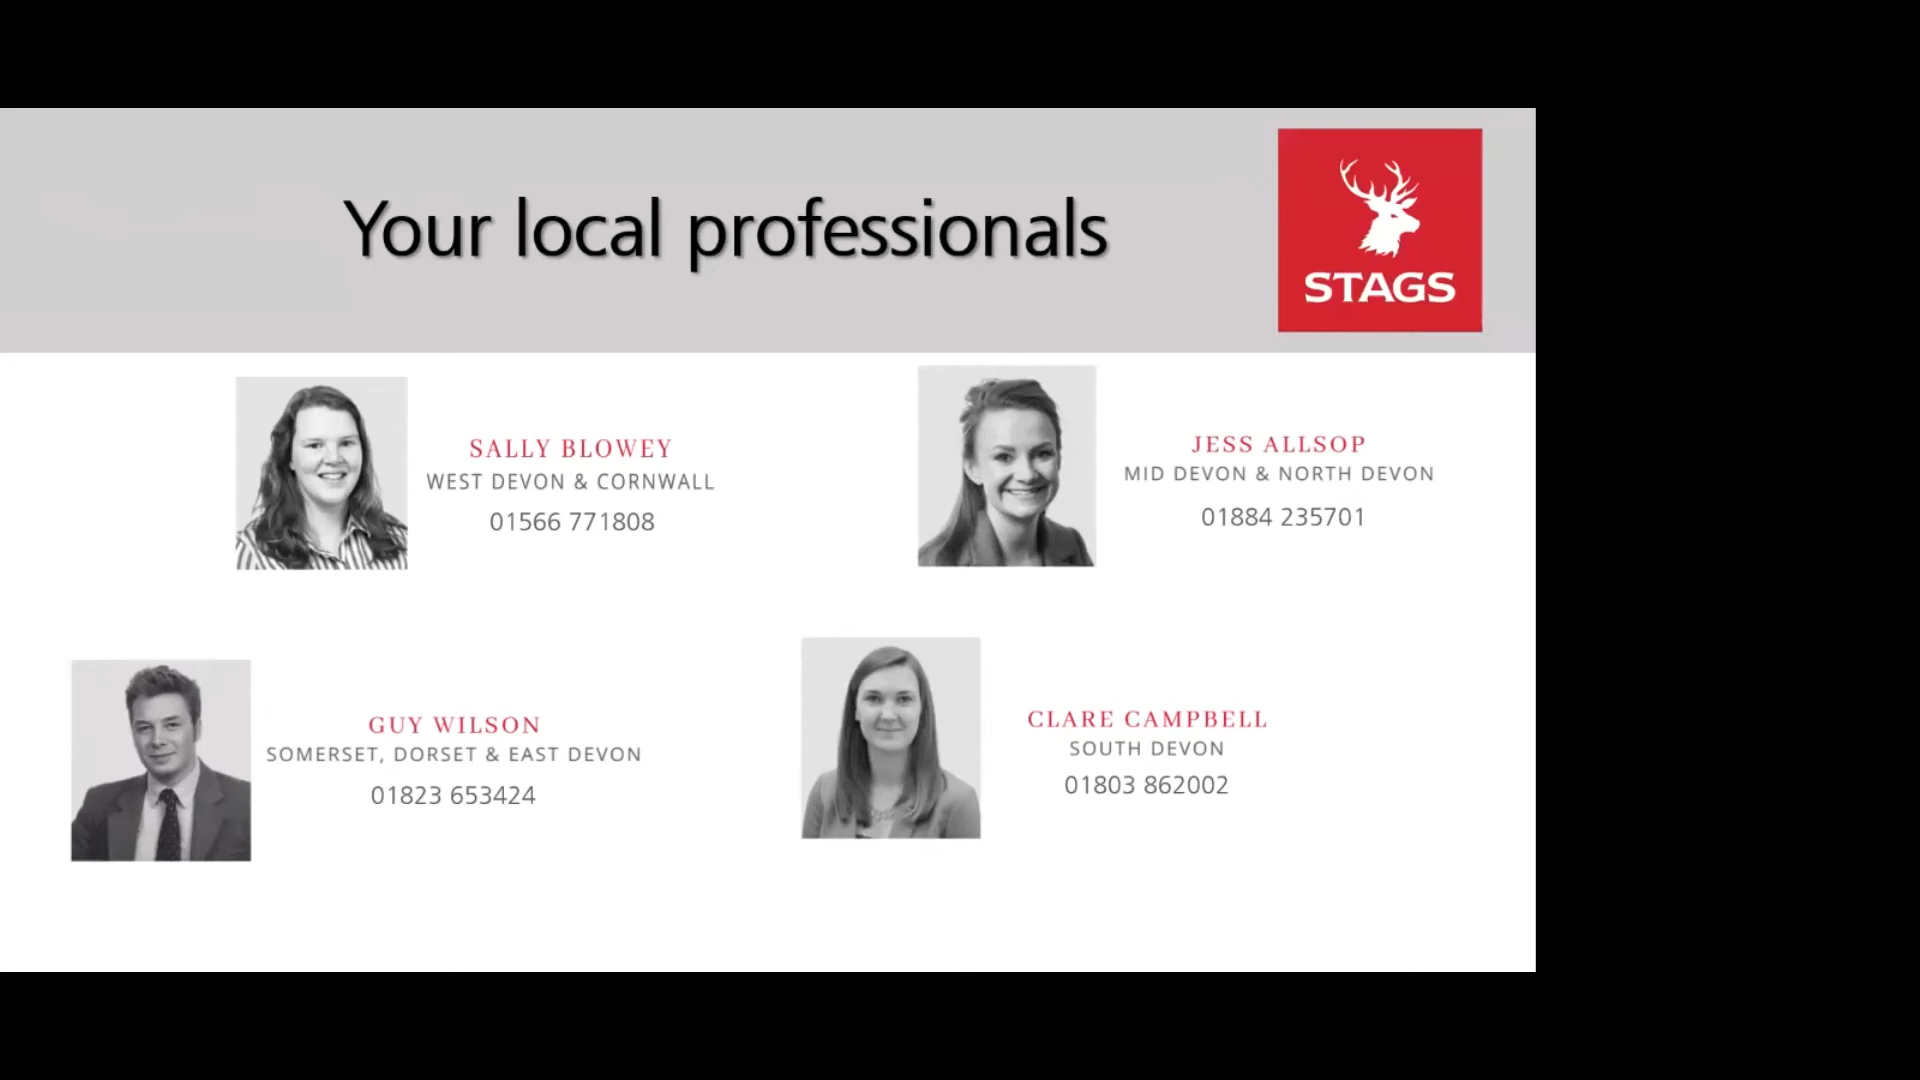 Your local professionals
STAGS
SALLY BLOWEY
WEST DEVON & CORNWALL
01566 771808
JESS ALLSOP
MID DEVON & NORTH DEVON
01884 235701
GUY WILSON
SOMERSET, DORSET & EAST DEVON
01823 653424
CLARE CAMPBELL
SOUTH DEVON
01803 862002